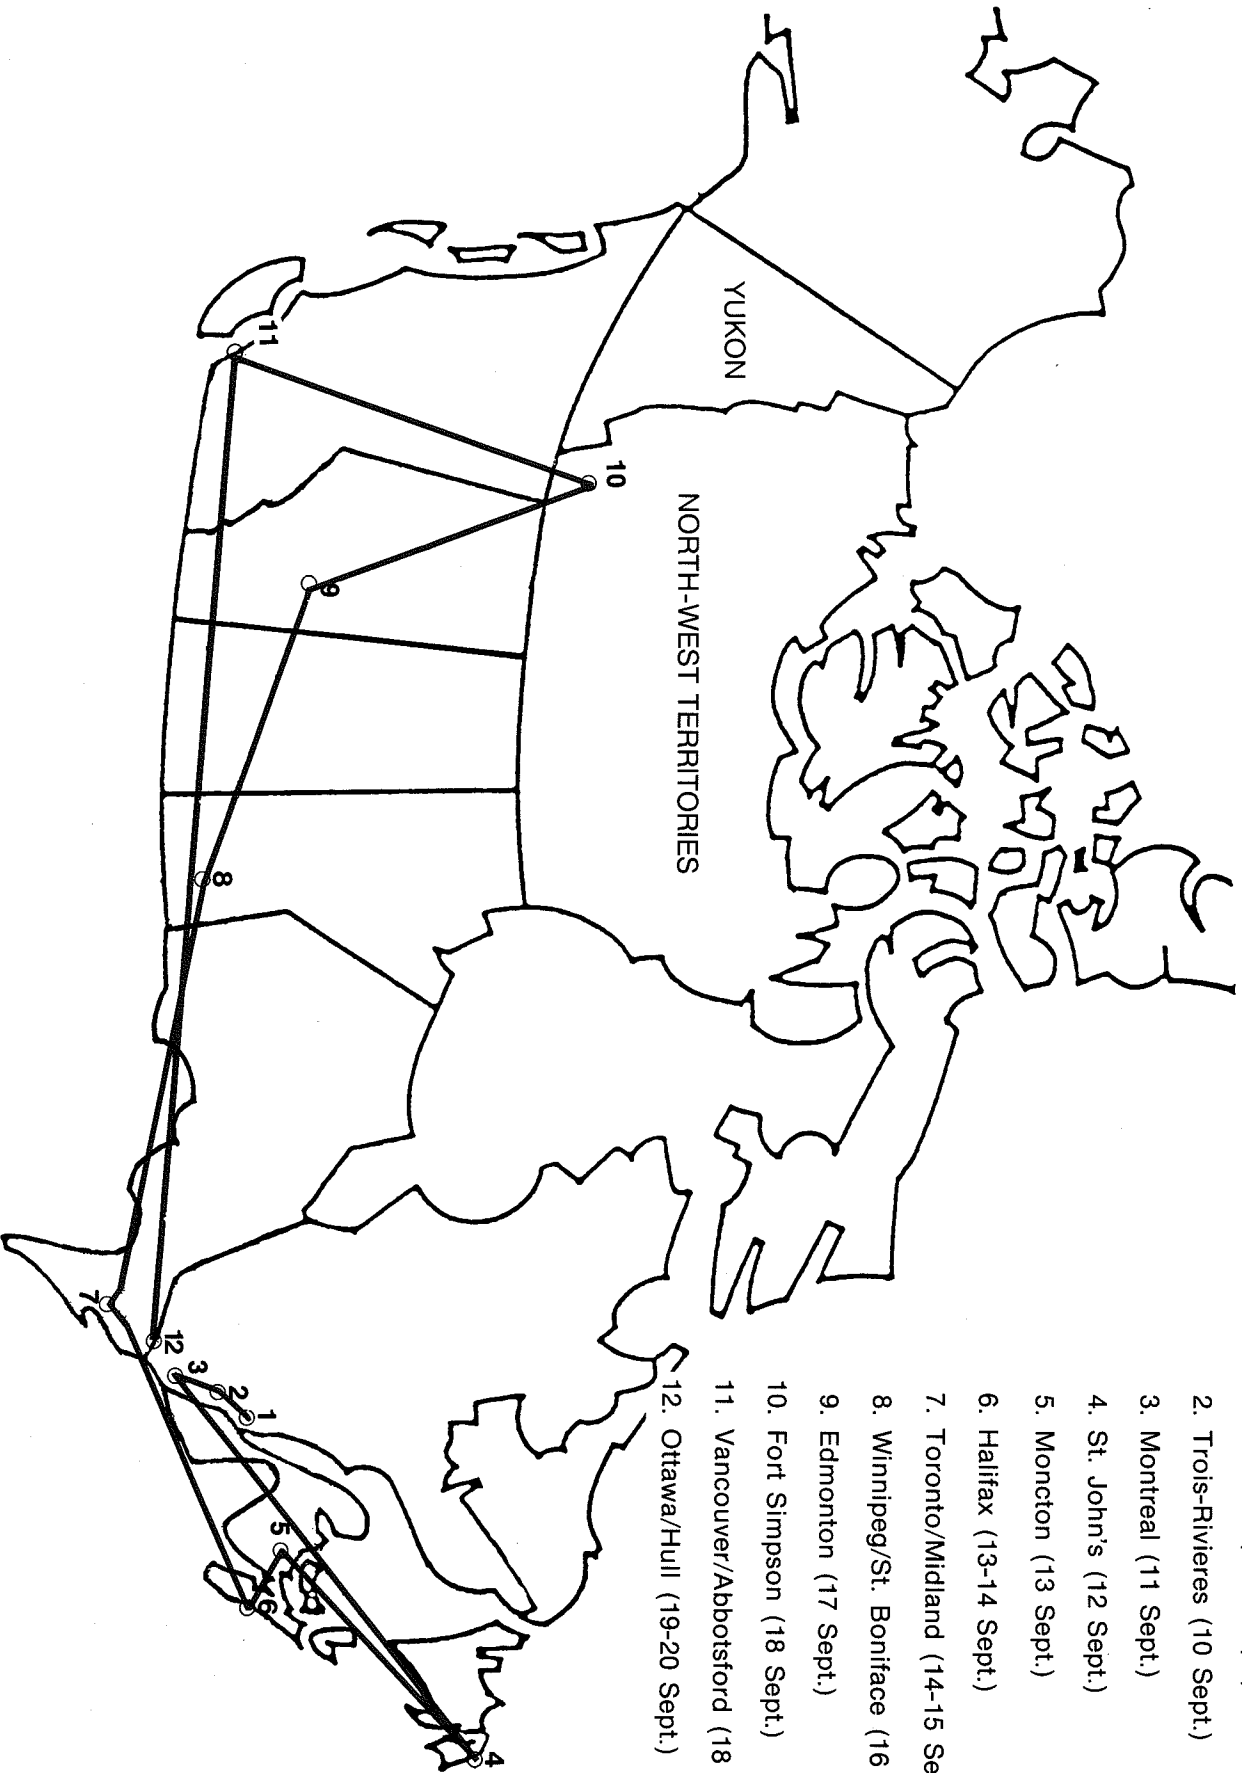 2. Trois-Rivieres (10 Sept.)
3. Montreal (11 Sept.)
4. St. John's (12 Sept.)
5. Moncton (13 Sept.)
6. Halifax (13-14 Sept.)
7. Toronto/Midland (14-15 Se
8. Winnipeg/St. Boniface (16
9. Edmonton (17 Sept.)
10. Fort Simpson (18 Sept.)
11. Vancouver/Abbotsford (18
12. Ottawa/Hull (19-20 Sept.)
YUKON
NORTH-WEST TERRITORIES
10
11
9
8
7
12
3
2
1
5
6
4